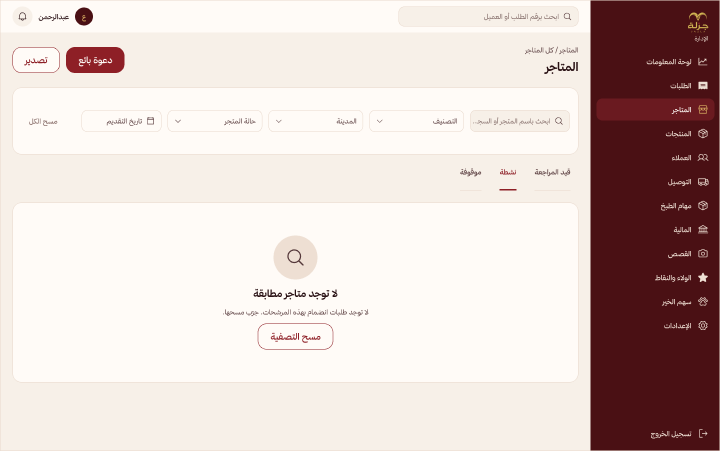 جزلة
الإدارة
لوحة المعلومات
الطلبات
المتاجر
المنتجات
العملاء
التوصيل
مهام الطبخ
المالية
القصص
الولاء والنقاط
سهم الخير
الإعدادات
تسجيل الخروج
ابحث برقم الطلب أو العميل
عبدالرحمن
ع
المتاجر / كل المتاجر
المتاجر
دعوة بائع
تصدير
ابحث باسم المتجر أو السجـ...
التصنيف
المدينة
حالة المتجر
تاريخ التقديم
مسح الكل
قيد المراجعة
نشطة
موقوفة
لا توجد متاجر مطابقة
لا توجد طلبات انضمام بهذه المرشحات. جرّب مسحها.
مسح التصفية